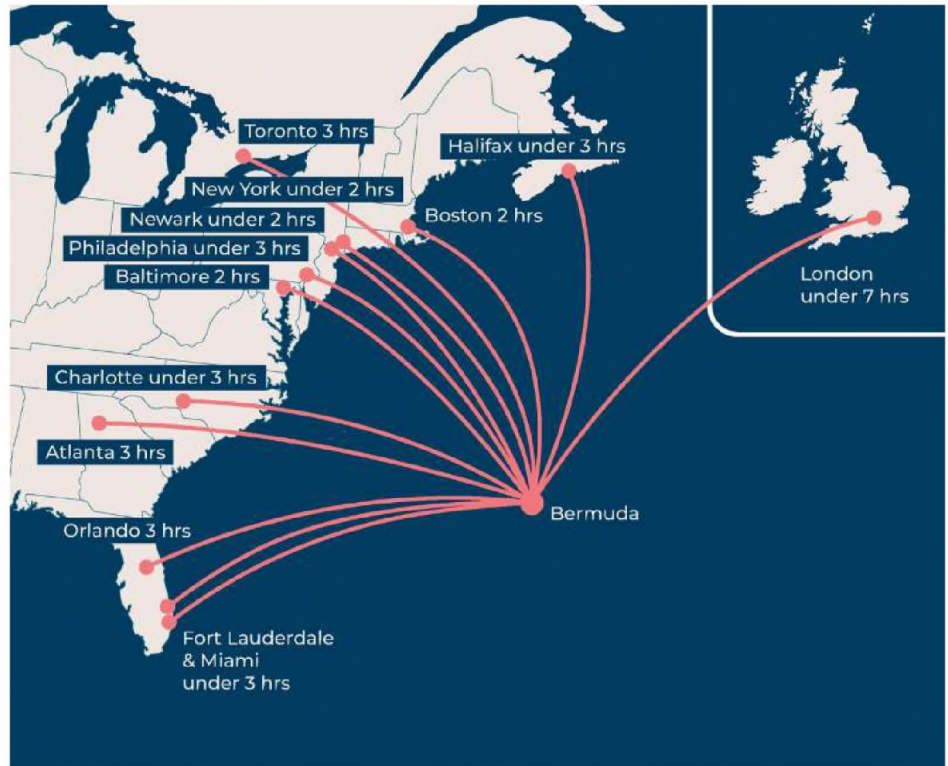 Toronto 3 hrs
Halifax under 3 hrs
New York under 2 hrs
Newark under 2 hrs
Boston 2 hrs
Philadelphia under 3 hrs
Baltimore 2 hrs
London
under 7 hrs
Charlotte under 3 hrs
Atlanta 3 hrs
Bermuda
Orlando 3 hrs
Fort Lauderdale
& Miami
under 3 hrs